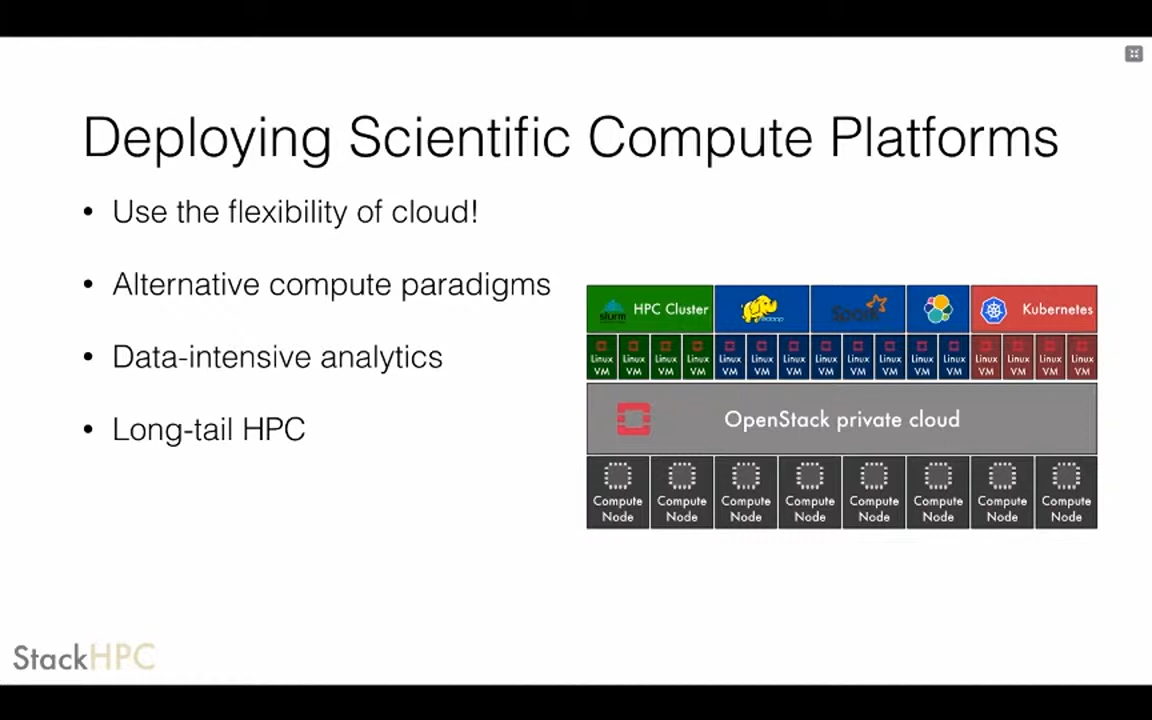 Deploying Scientific Compute Platforms
• Use the flexibility of cloud!
• Alternative compute paradigms
• Data-intensive analytics
• Long-tail HPC
slurm HPC Cluster hadoop Spark Kubernetes
Linux VM Linux VM Linux VM Linux VM Linux VM Linux VM Linux VM Linux VM Linux VM Linux VM Linux VM Linux VM Linux VM Linux VM Linux VM Linux VM
OpenStack private cloud
Compute Node Compute Node Compute Node Compute Node Compute Node Compute Node Compute Node Compute Node
StackHPC